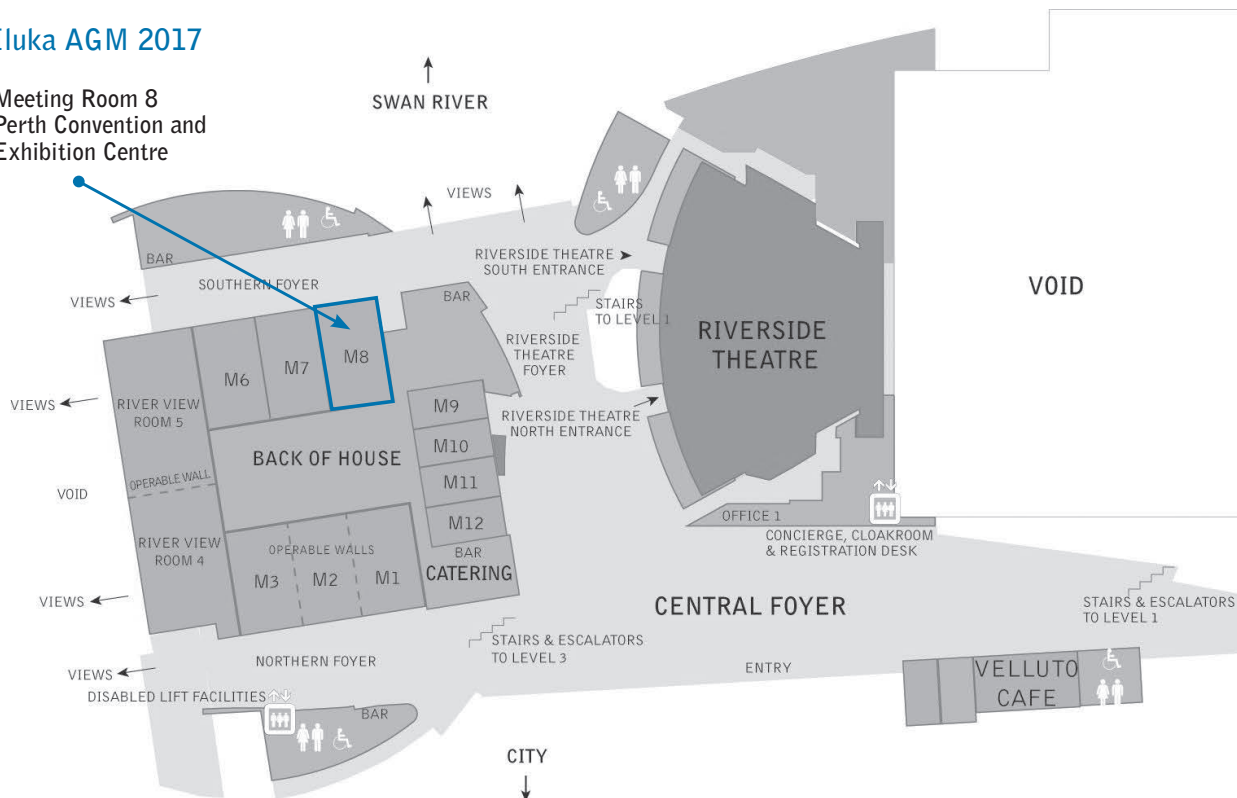 Iluka AGM 2017
Meeting Room 8
Perth Convention and
Exhibition Centre
SWAN RIVER
VIEWS
BAR
SOUTHERN FOYER
VIEWS
RIVERSIDE THEATRE
SOUTH ENTRANCE
BAR
STAIRS
TO LEVEL 1
VOID
RIVERSIDE
THEATRE
RIVERSIDE
THEATRE
FOYER
M6
M7
M8
VIEWS
RIVER VIEW
ROOM 5
M9
RIVERSIDE THEATRE
NORTH ENTRANCE
BACK OF HOUSE
M10
OPERABLE WALL
VOID
M11
M12
OFFICE 1
CONCIERGE, CLOAKROOM
& REGISTRATION DESK
RIVER VIEW
ROOM 4
OPERABLE WALLS
M3
M2
M1
BAR
CATERING
VIEWS
CENTRAL FOYER
STAIRS & ESCALATORS
TO LEVEL 1
STAIRS & ESCALATORS
TO LEVEL 3
NORTHERN FOYER
ENTRY
VIEWS
VELLUTO
CAFE
DISABLED LIFT FACILITIES
BAR
CITY